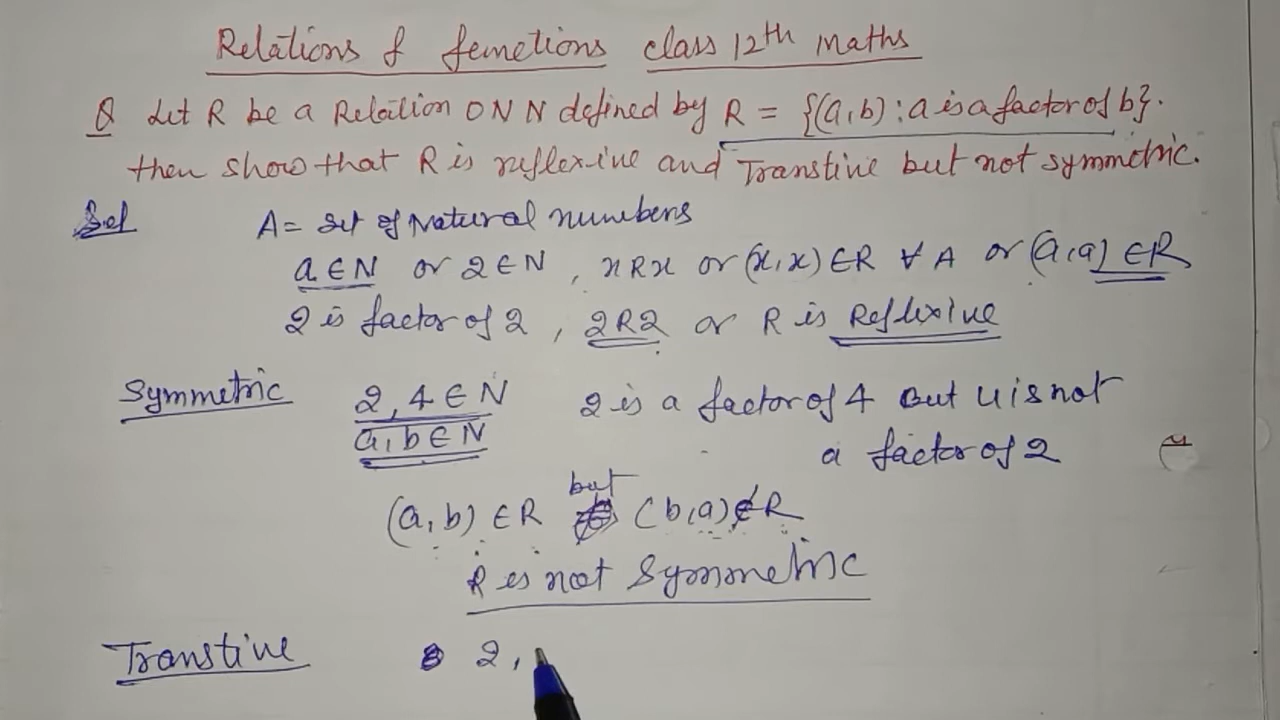 Relations & functions class 12th maths
Q Let R be a Relation ON N defined by R = {(a,b) : a is a factor of b}.
then show that R is reflexive and Transtive but not symmetric.
Sol A = set of Natural numbers
a ∈ N or 2 ∈ N , xRx or (x,x) ∈ R ∀ A or (a,a) ∈ R
2 is factor of 2 , 2R2 or R is Reflexive
Symmetric 2, 4 ∈ N 2 is a factor of 4 but 4 is not
a,b ∈ N a factor of 2
(a,b) ∈ R but (b,a) ∉ R
R is not Symmetric
Transtive 2,